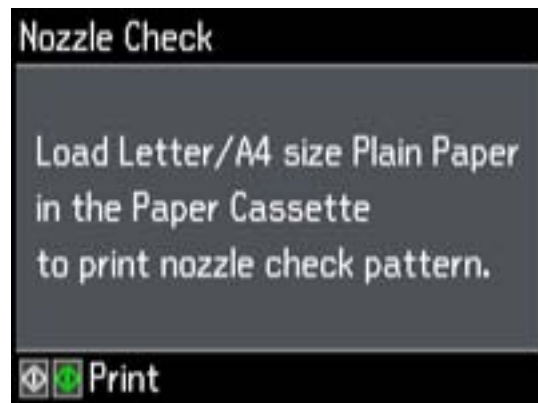 Nozzle Check
Load Letter/A4 size Plain Paper
in the Paper Cassette
to print nozzle check pattern.
Print